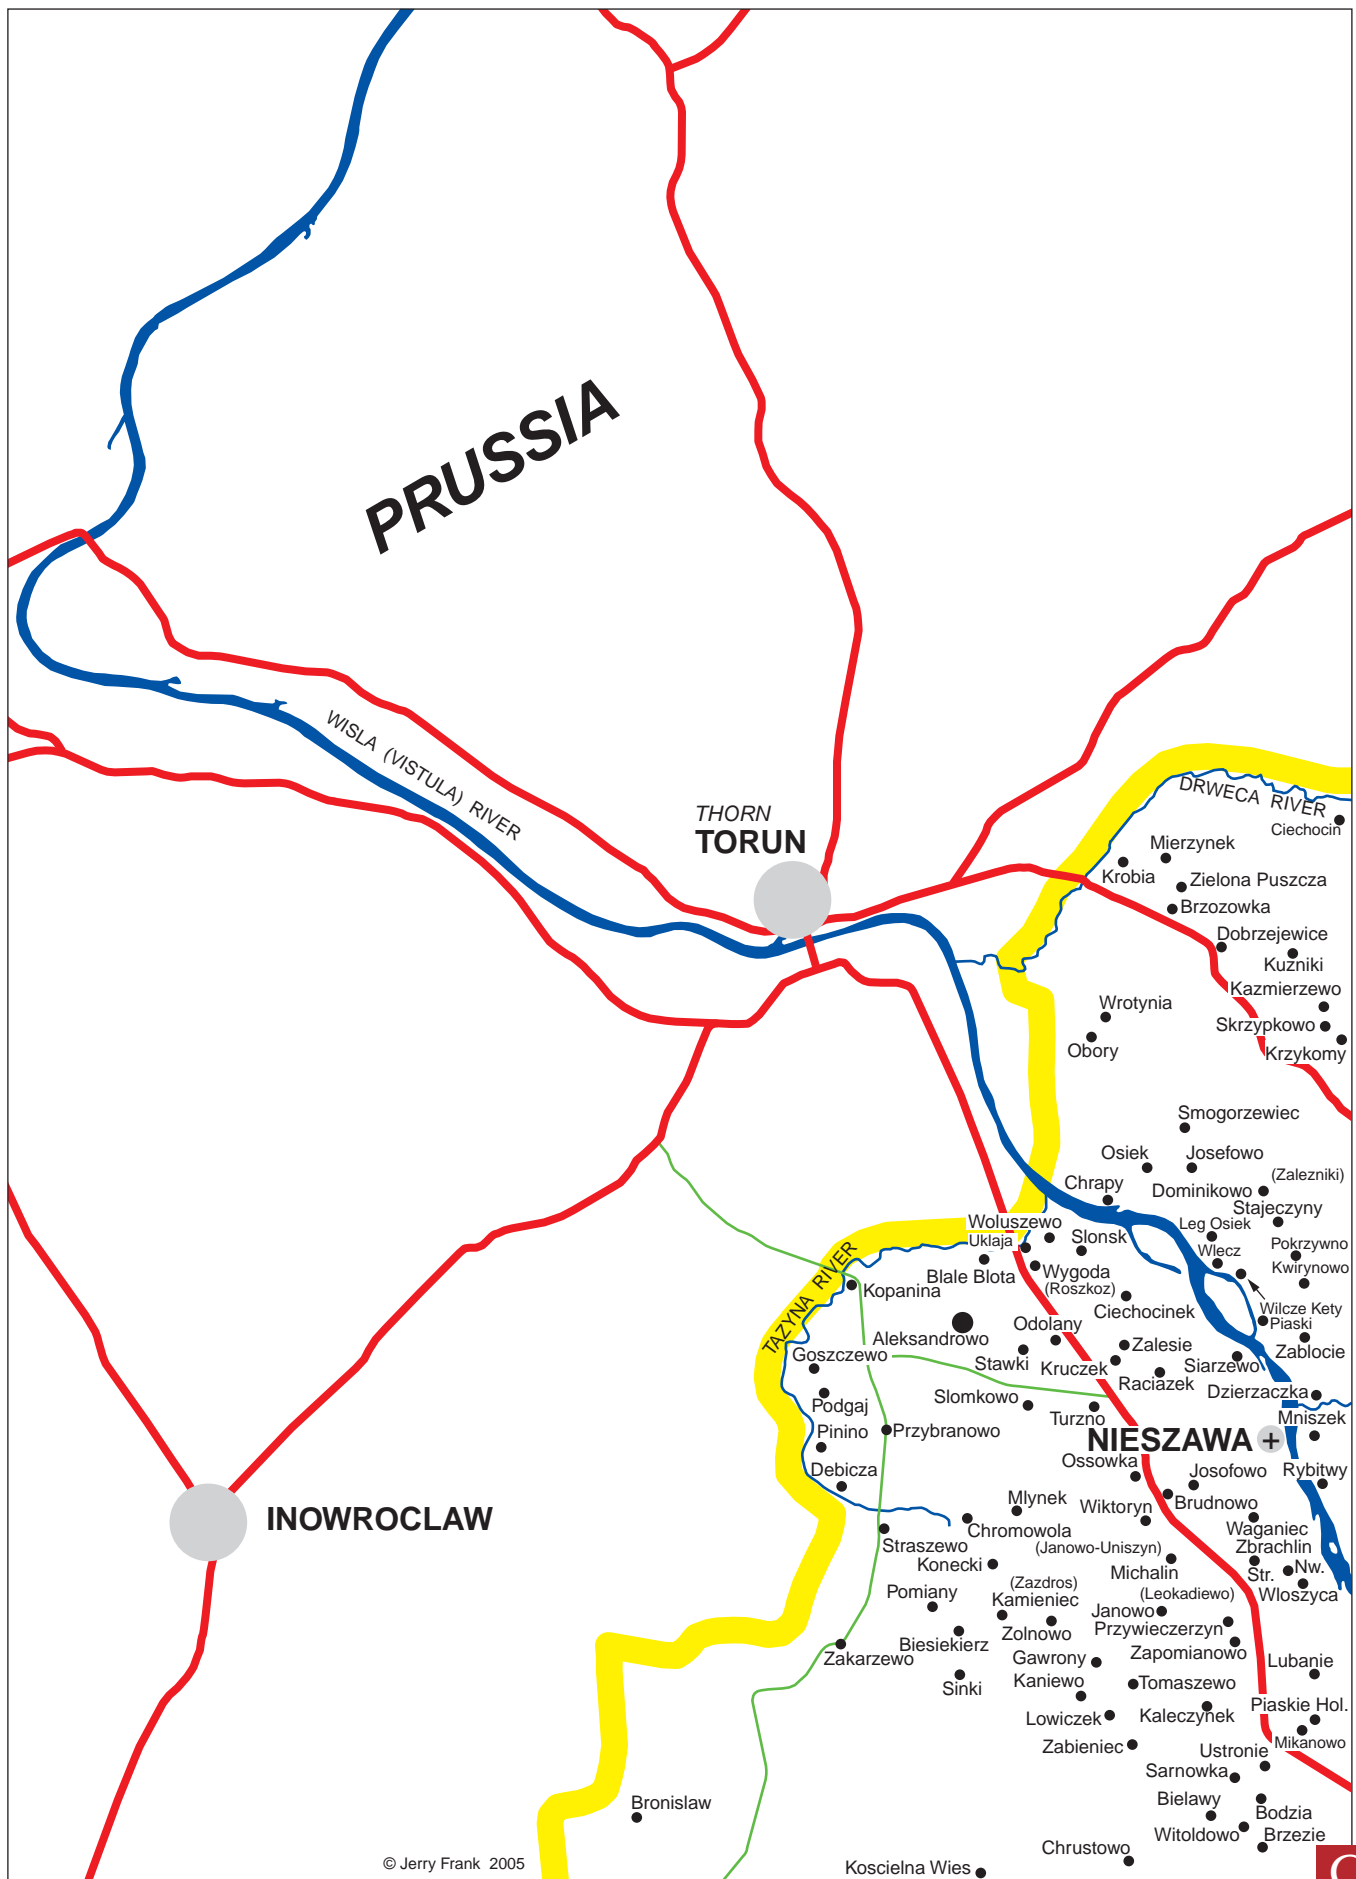 PRUSSIA
WISLA (VISTULA) RIVER
THORN
TORUN
DRWECA RIVER
Ciechocin
Mierzynek
Krobia
Zielona Puszcza
Brzozowka
Dobrzejewice
Kuzniki
Kazmierzewo
Wrotynia
Skrzypkowo
Obory
Krzykomy
Smogorzewiec
Osiek
Josefowo
(Zalezniki)
Chrapy
Dominikowo
Stajeczyny
Woluszewo
Leg Osiek
Uklaja
Slonsk
Wlecz
Pokrzywno
Kwirynowo
TAZYNA RIVER
Blale Blota
Wygoda
(Roszkoz)
Kopanina
Ciechocinek
Wilcze Kety
Piaski
Odolany
Aleksandrowo
Zalesie
Zablocie
Goszczewo
Stawki
Kruczek
Siarzewo
Raciazek
Dzierzaczka
Podgaj
Slomkowo
Turzno
Mniszek
Pinino
Przybranowo
NIESZAWA
Debicza
Ossowka
Josofowo
Rybitwy
INOWROCLAW
Mlynek
Wiktoryn
Brudnowo
Chromowola
Waganiec
Straszewo
(Janowo-Uniszyn)
Zbrachlin
Konecki
Michalin
Str.
Nw.
Pomiany
(Zazdros)
Kamieniec
(Leokadiewo)
Wloszyca
Janowo
Biesiekierz
Zolnowo
Przywieczerzyn
Zakarzewo
Gawrony
Zapomianowo
Lubanie
Sinki
Kaniewo
Tomaszewo
Lowiczek
Kaleczynek
Piaskie Hol.
Zabieniec
Ustronie
Mikanowo
Sarnowka
Bronislaw
Bielawy
Bodzia
Witoldowo
Brzezie
Chrustowo
© Jerry Frank 2005
Koscielna Wies